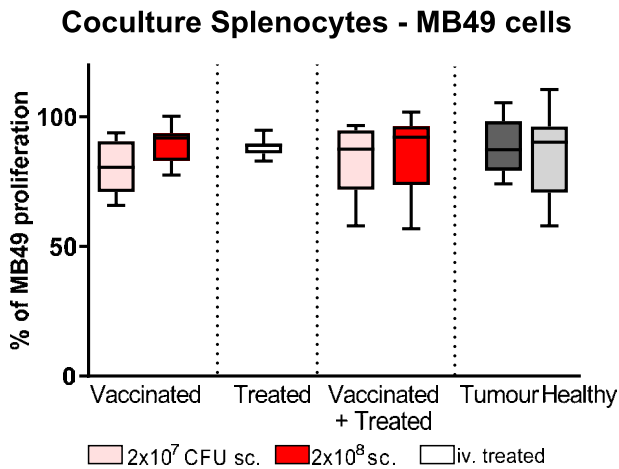 Coculture Splenocytes - MB49 cells
% of MB49 proliferation
100
50
0
Vaccinated
Treated
Vaccinated
+ Treated
Tumour Healthy
2x10⁷ CFU sc.
2x10⁸ sc.
iv. treated